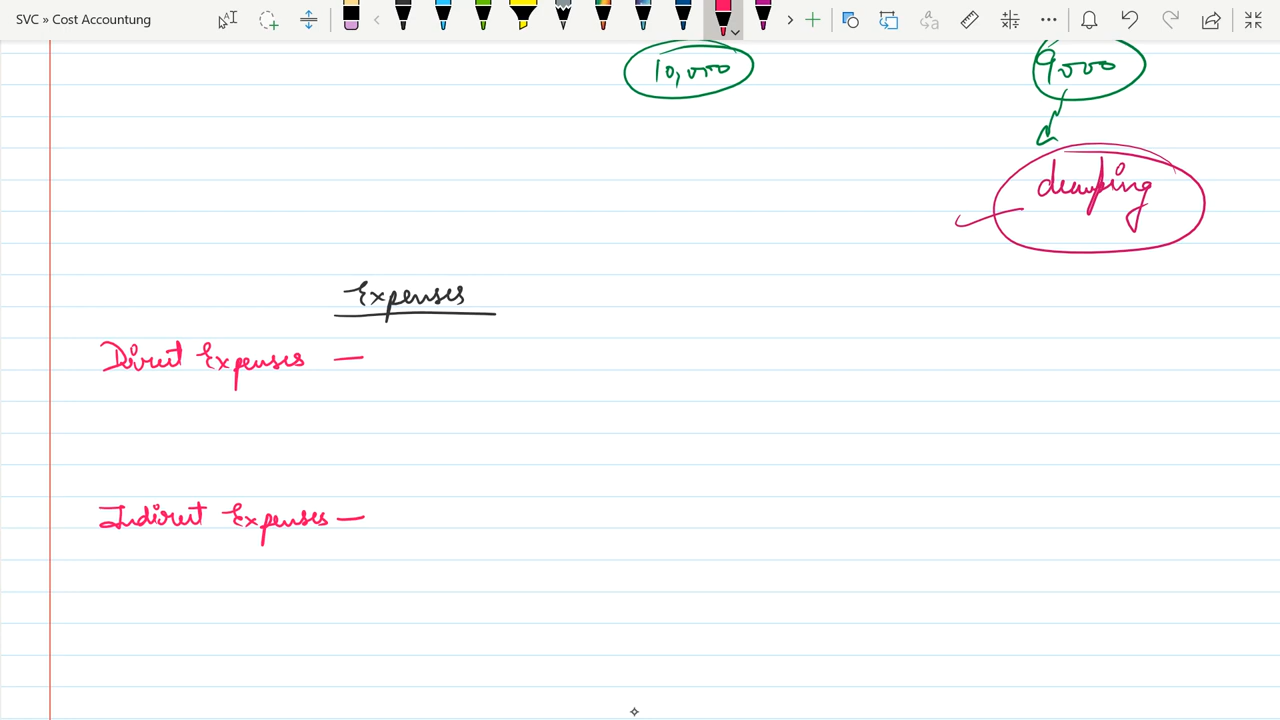 SVC » Cost Accountung
10,000
9000
dumping
Expenses
Direct Expenses —
Indirect Expenses —